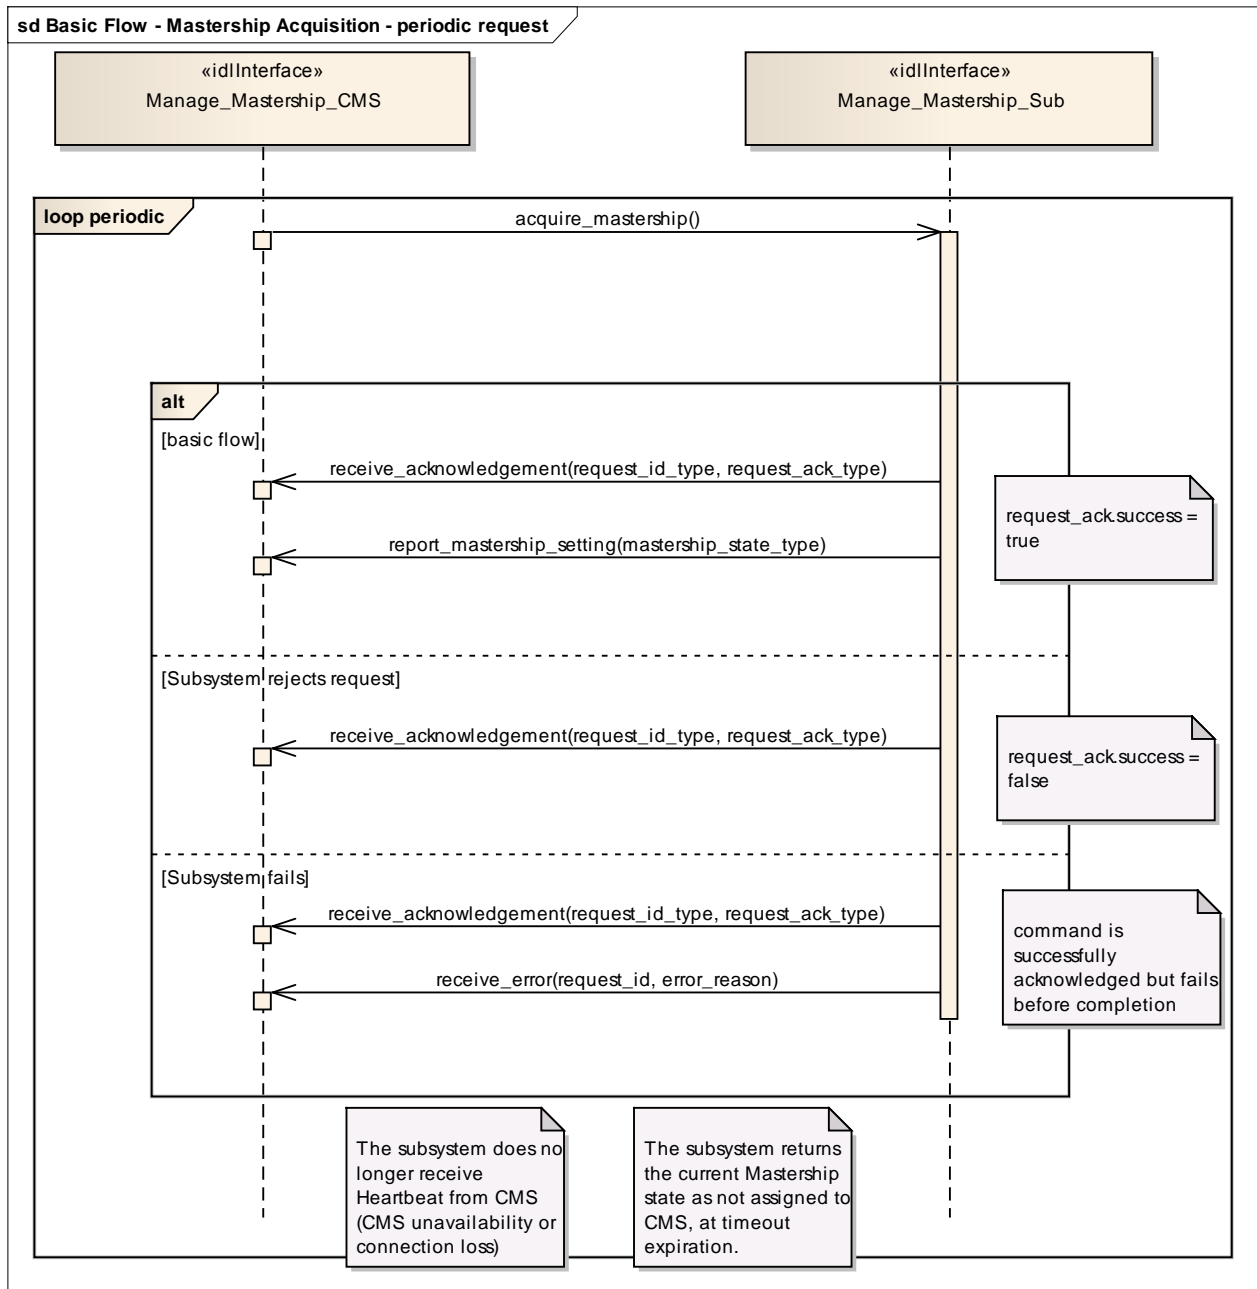 sd Basic Flow - Mastership Acquisition - periodic request
«idlInterface»
Manage_Mastership_CMS
«idlInterface»
Manage_Mastership_Sub
loop periodic
acquire_mastership()
alt
[basic flow]
receive_acknowledgement(request_id_type, request_ack_type)
request_ack.success =
true
report_mastership_setting(mastership_state_type)
[Subsystem rejects request]
receive_acknowledgement(request_id_type, request_ack_type)
request_ack.success =
false
[Subsystem fails]
receive_acknowledgement(request_id_type, request_ack_type)
command is
successfully
acknowledged but fails
before completion
receive_error(request_id, error_reason)
The subsystem does no
longer receive
Heartbeat from CMS
(CMS unavailability or
connection loss)
The subsystem returns
the current Mastership
state as not assigned to
CMS, at timeout
expiration.